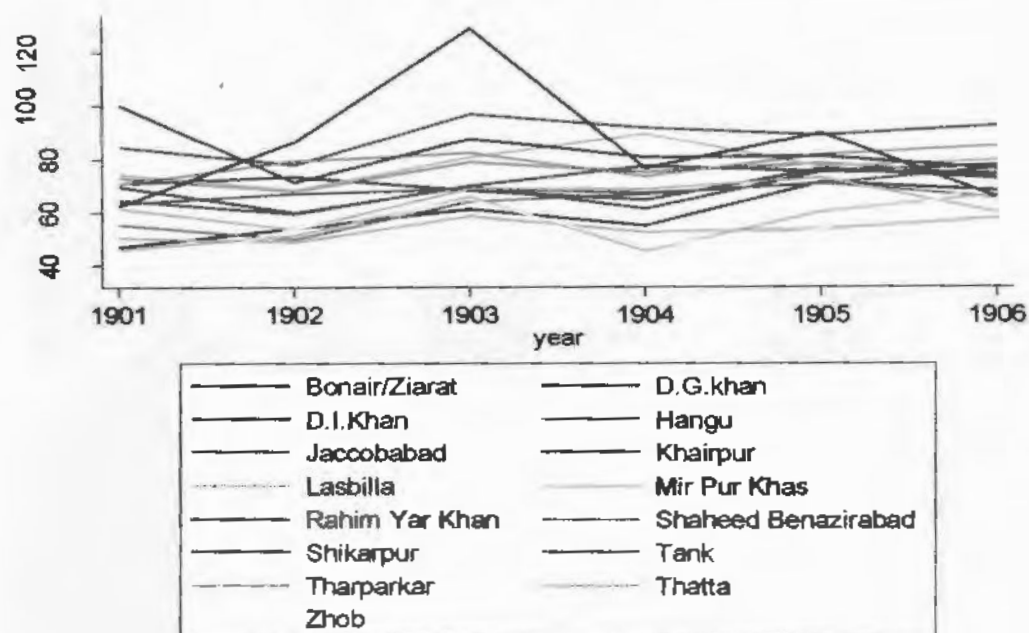 120
100
80
60
40
1901 1902 1903 1904 1905 1906
year
Bonair/Ziarat D.G.khan
D.I.Khan Hangu
Jaccobabad Khairpur
Lasbilla Mir Pur Khas
Rahim Yar Khan Shaheed Benazirabad
Shikarpur Tank
Tharparkar Thatta
Zhob